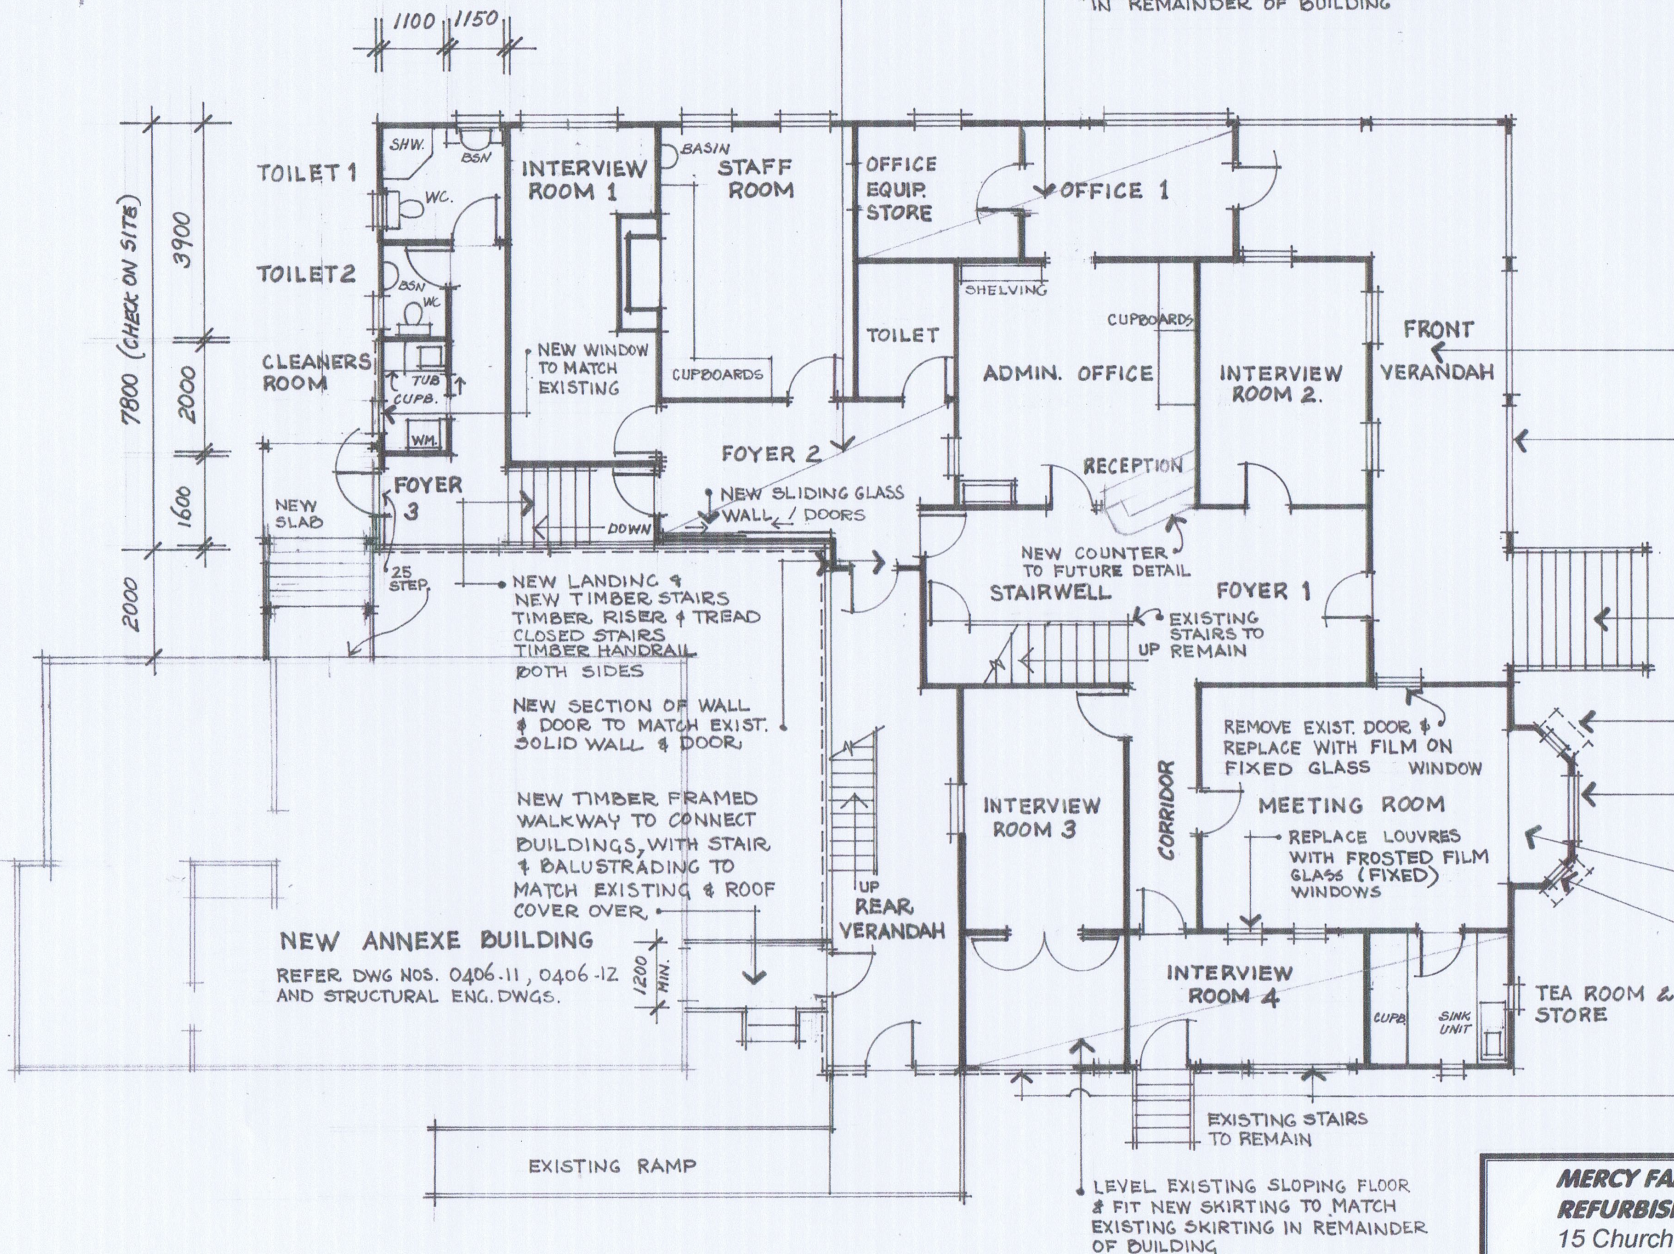 IN REMAINDER OF BUILDING
1100 1150
7800 (CHECK ON SITE)
3900
2000
1600
2000
TOILET 1
SHW.
BSN
WC.
TOILET 2
BSN
WC
CLEANERS
ROOM
TUB
CUPB.
WM.
FOYER
3
NEW
SLAB
25
STEP.
INTERVIEW
ROOM 1
NEW WINDOW
TO MATCH
EXISTING
DOWN
BASIN
STAFF
ROOM
CUPBOARDS
OFFICE
EQUIP.
STORE
OFFICE 1
TOILET
SHELVING
CUPBOARDS
ADMIN. OFFICE
INTERVIEW
ROOM 2.
FRONT
VERANDAH
FOYER 2
NEW SLIDING GLASS
WALL / DOORS
RECEPTION
NEW COUNTER
TO FUTURE DETAIL
STAIRWELL
FOYER 1
EXISTING
STAIRS TO
REMAIN
UP
NEW LANDING &
NEW TIMBER STAIRS
TIMBER RISER & TREAD
CLOSED STAIRS
TIMBER HANDRAIL
BOTH SIDES
NEW SECTION OF WALL
& DOOR TO MATCH EXIST.
SOLID WALL & DOOR
NEW TIMBER FRAMED
WALKWAY TO CONNECT
BUILDINGS, WITH STAIR
& BALUSTRADING TO
MATCH EXISTING & ROOF
COVER OVER
UP
REAR
VERANDAH
INTERVIEW
ROOM 3
CORRIDOR
REMOVE EXIST. DOOR &
REPLACE WITH FILM ON
FIXED GLASS WINDOW
MEETING ROOM
REPLACE LOUVRES
WITH FROSTED FILM
GLASS (FIXED)
WINDOWS
NEW ANNEXE BUILDING
REFER DWG NOS. 0406-11, 0406-12
AND STRUCTURAL ENG. DWGS.
1200
MIN.
INTERVIEW
ROOM 4
CUPB.
SINK
UNIT
TEA ROOM &
STORE
EXISTING STAIRS
TO REMAIN
EXISTING RAMP
LEVEL EXISTING SLOPING FLOOR
& FIT NEW SKIRTING TO MATCH
EXISTING SKIRTING IN REMAINDER
OF BUILDING
MERCY FA
REFURBIS
15 Church